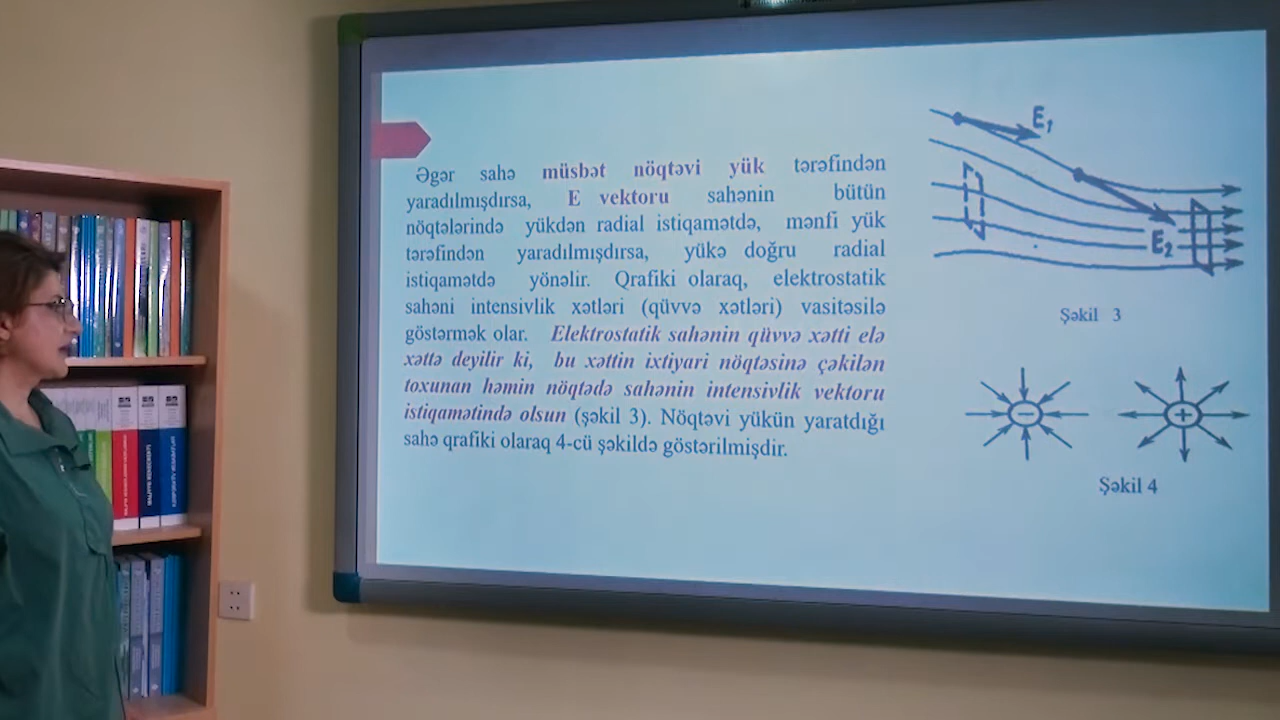 Əgər sahə müsbət nöqtəvi yük tərəfindən
yaradılmışdırsa, E vektoru sahənin bütün
nöqtələrində yükdən radial istiqamətdə, mənfi yük
tərəfindən yaradılmışdırsa, yükə doğru radial
istiqamətdə yönəlir. Qrafiki olaraq, elektrostatik
sahəni intensivlik xətləri (qüvvə xətləri) vasitəsilə
göstərmək olar. Elektrostatik sahənin qüvvə xətti elə
xəttə deyilir ki, bu xəttin ixtiyari nöqtəsinə çəkilən
toxunan həmin nöqtədə sahənin intensivlik vektoru
istiqamətində olsun (şəkil 3). Nöqtəvi yükün yaratdığı
sahə qrafiki olaraq 4-cü şəkildə göstərilmişdir.
E₁
E₂
Şəkil 3
− +
Şəkil 4